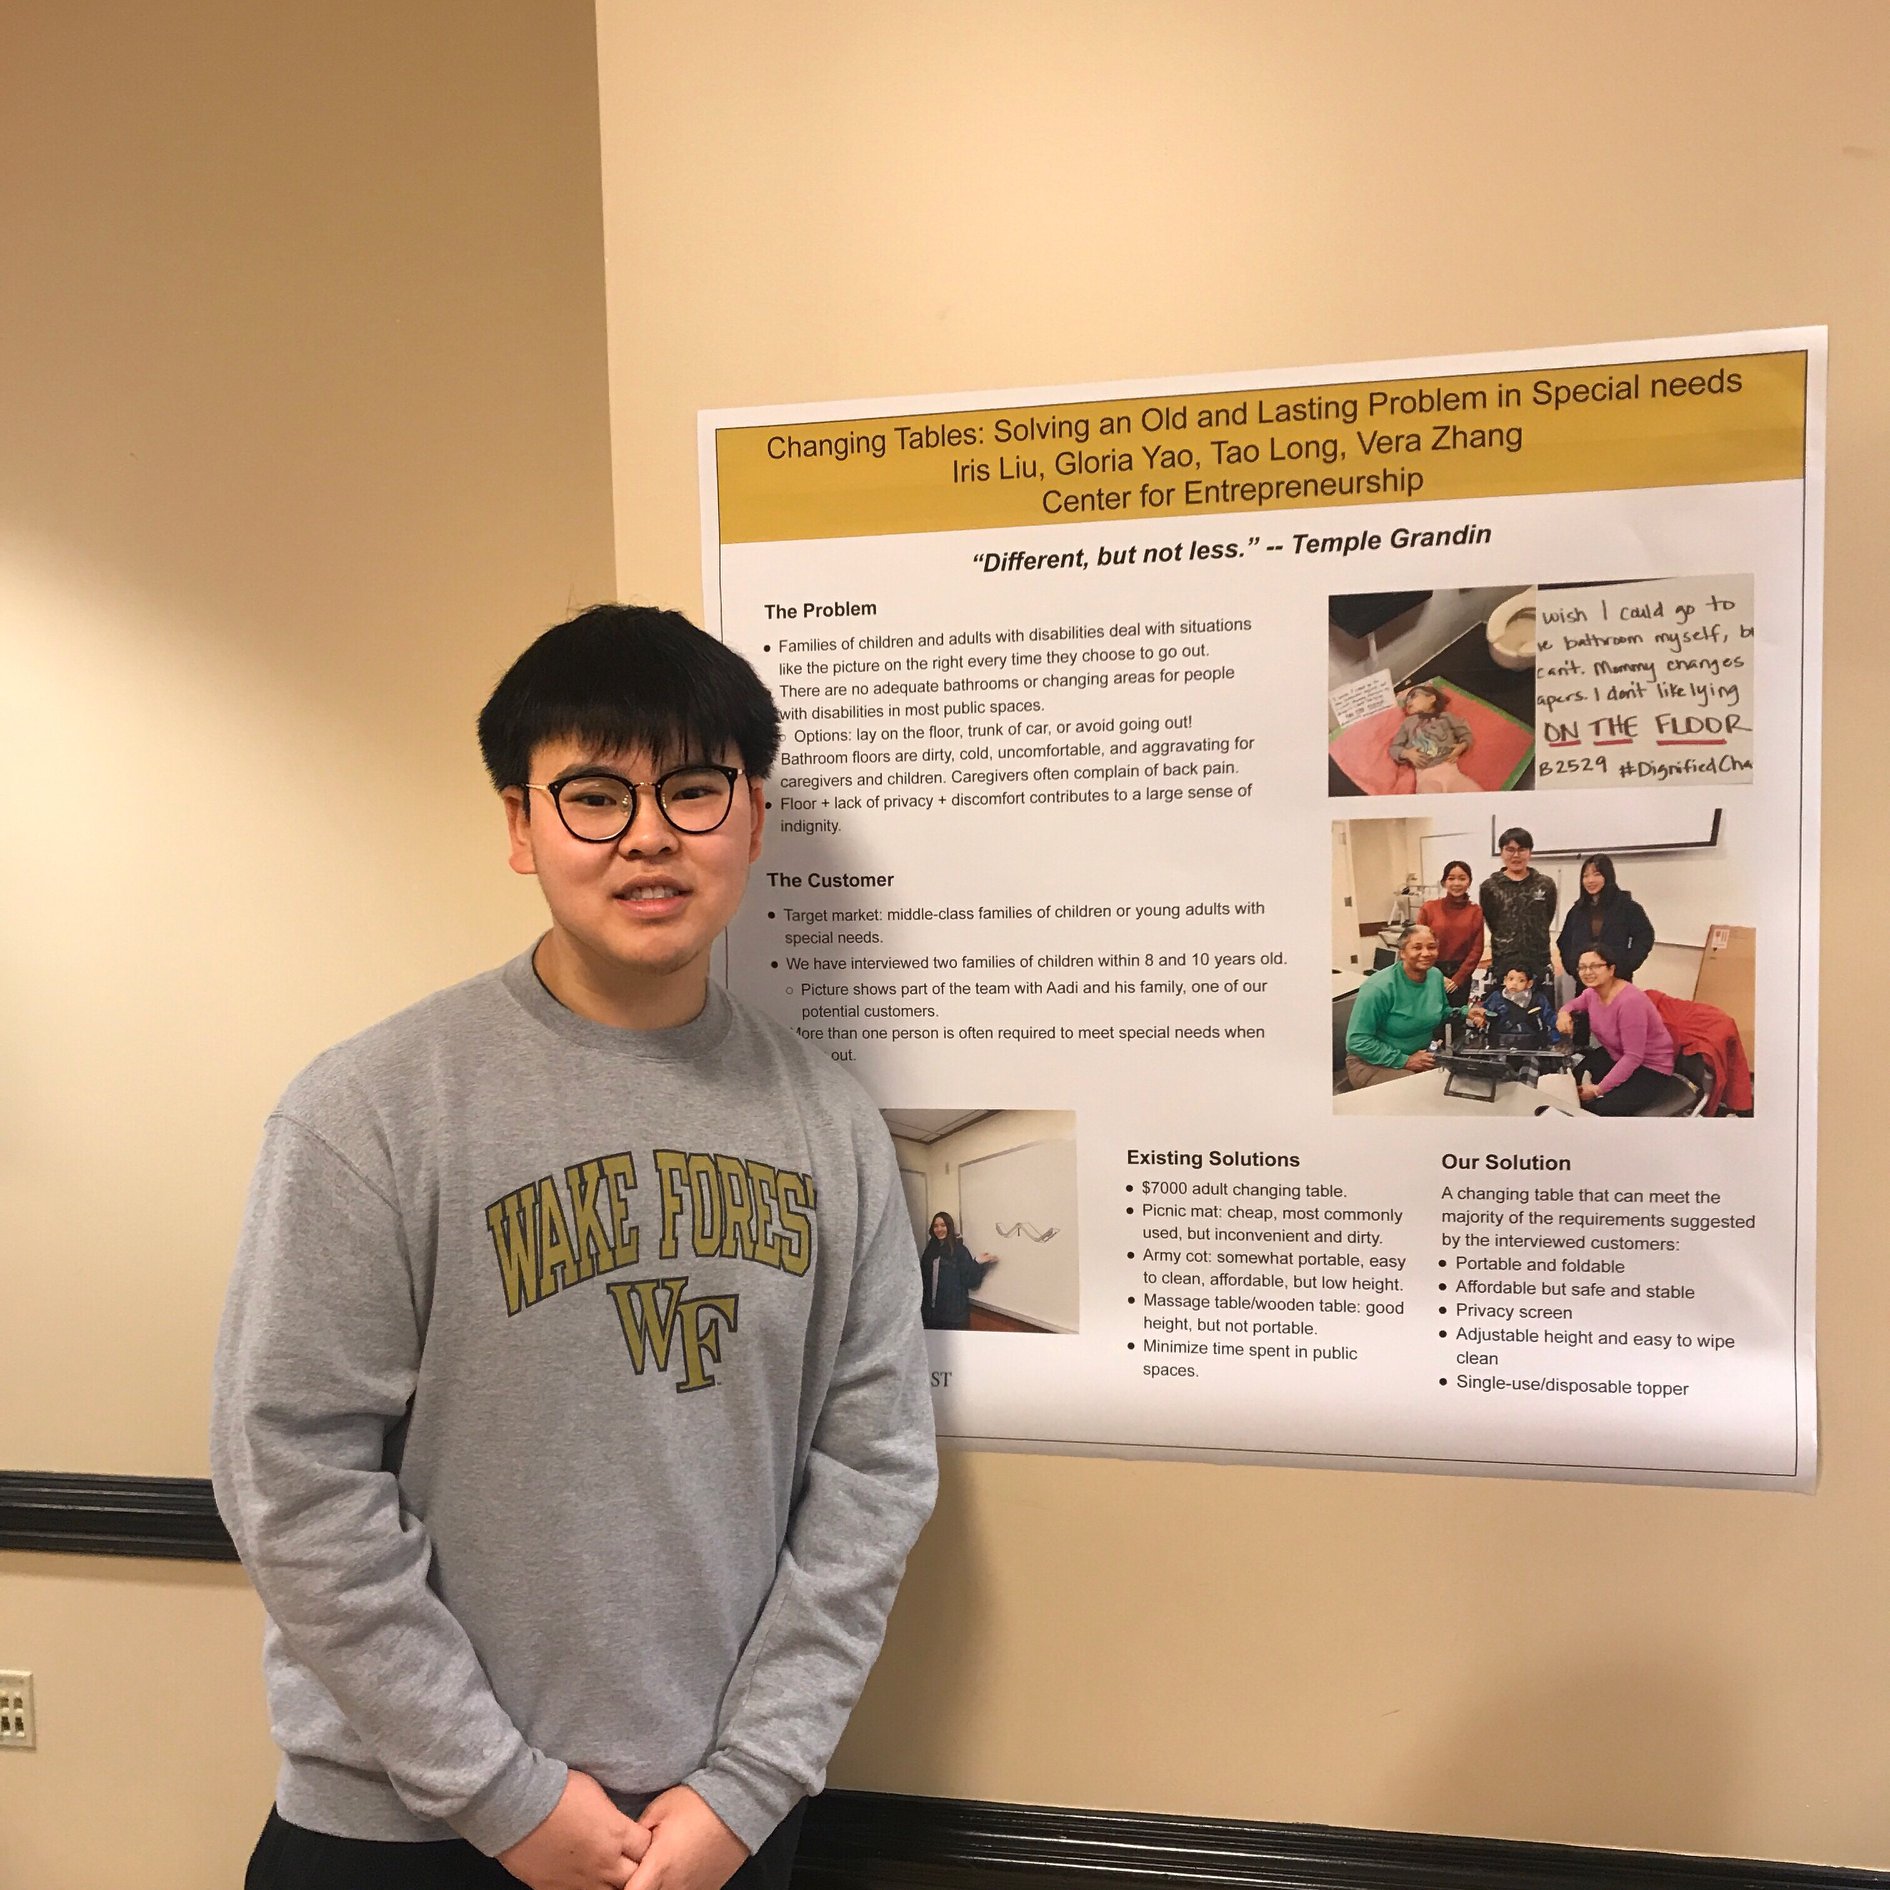 Changing Tables: Solving an Old and Lasting Problem in Special needs
Iris Liu, Gloria Yao, Tao Long, Vera Zhang
Center for Entrepreneurship
“Different, but not less.” -- Temple Grandin
The Problem
● Families of children and adults with disabilities deal with situations
like the picture on the right every time they choose to go out.
There are no adequate bathrooms or changing areas for people
with disabilities in most public spaces.
○ Options: lay on the floor, trunk of car, or avoid going out!
Bathroom floors are dirty, cold, uncomfortable, and aggravating for
caregivers and children. Caregivers often complain of back pain.
● Floor + lack of privacy + discomfort contributes to a large sense of
indignity.
wish I could go to
bathroom myself,
can't. Mommy changes
I don't like lying
ON THE FLOOR
B2529 #DignifiedCha
The Customer
● Target market: middle-class families of children or young adults with
special needs.
● We have interviewed two families of children within 8 and 10 years old.
○ Picture shows part of the team with Aadi and his family, one of our
potential customers.
ore than one person is often required to meet special needs when
out.
Existing Solutions
● $7000 adult changing table.
● Picnic mat: cheap, most commonly
used, but inconvenient and dirty.
● Army cot: somewhat portable, easy
to clean, affordable, but low height.
● Massage table/wooden table: good
height, but not portable.
● Minimize time spent in public
spaces.
Our Solution
A changing table that can meet the
majority of the requirements suggested
by the interviewed customers:
● Portable and foldable
● Affordable but safe and stable
● Privacy screen
● Adjustable height and easy to wipe
clean
● Single-use/disposable topper
ST
WAKE FORES
WF